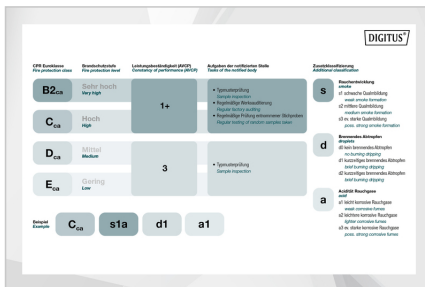 DIGITUS®
CPR Euroklasse
Fire protection class
Brandschutzstufe
Fire protection level
Leistungsbeständigkeit (AVCP)
Constancy of performance (AVCP)
Aufgaben der notifizierten Stelle
Tasks of the notified body
Zusatzklassifizierung
Additional classification
B2ca
Sehr hoch
Very high
Cca
Hoch
High
1+
• Typenüberprüfung
Sample inspection
• Regelmäßige Werksauditierung
Regular factory auditing
• Regelmäßige Prüfung entnommener Stichproben
Regular testing of random samples taken
Dca
Mittel
Medium
Eca
Gering
Low
3
• Typenüberprüfung
Sample inspection
s
Rauchentwicklung
smoke
s1 schwache Qualmbildung
weak smoke formation
s2 mittlere Qualmbildung
medium smoke formation
s3 ev. starke Qualmbildung
poss. strong smoke formation
d
Brennendes Abtropfen
droplets
d0 kein brennendes Abtropfen
no burning dripping
d1 kurzzeitiges brennendes Abtropfen
brief burning dripping
d2 kurzzeitiges brennendes Abtropfen
brief burning dripping
a
Acidität Rauchgase
acid
a1 leicht korrosive Rauchgase
weak corrosive fumes
a2 leichtere korrosive Rauchgase
lighter corrosive fumes
a3 ev. starke korrosive Rauchgase
poss. strong corrosive fumes
Beispiel
Example
Cca
s1a
d1
a1